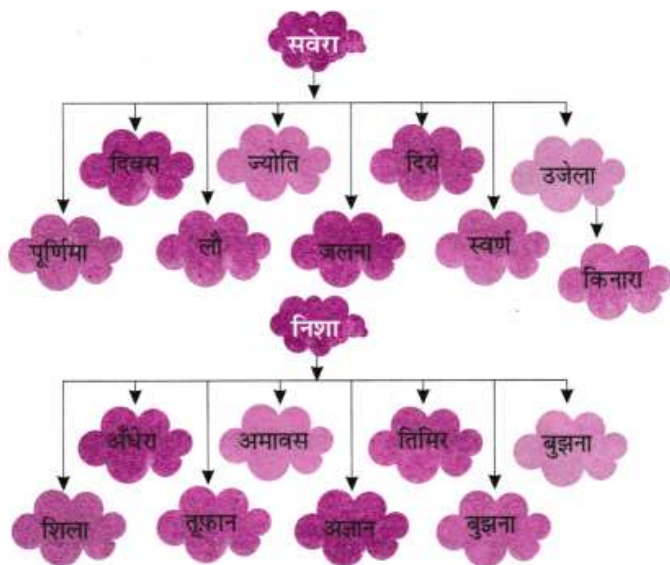 सवेरा
दिवस ज्योति दिये उजेला
पूर्णिमा लौ जलना स्वर्ण किनारा
निशा
अँधेरा अमावस तिमिर बुझना
शिला तूफ़ान अज्ञान बुझना